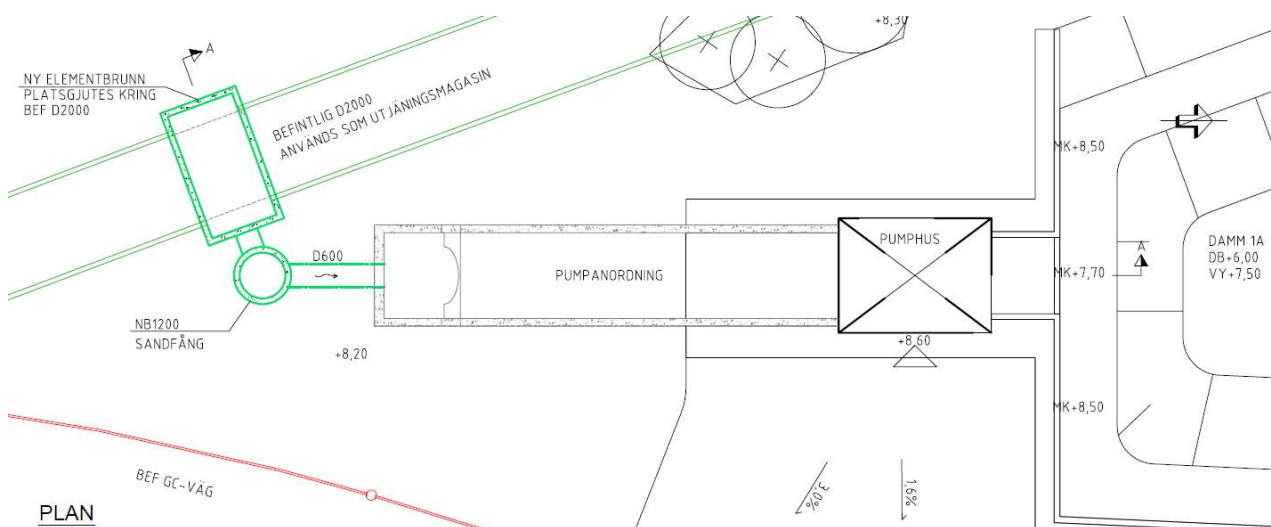 +8,30
A
NY ELEMENTBRUNN
PLATSGJUTES KRING
BEF D2000
BEFINTLIG D2000
ANVÄNDS SOM UTJÄNINGSMAGASIN
MK+8,50
PUMPHUS
DAMM 1A
DB+6,00
VY+7,50
A
D600
PUMPANORDNING
MK+7,70
NB1200
SANDFÅNG
+8,20
+8,60
MK+8,50
BEF GC-VÄG
3,0%
1,6%
PLAN